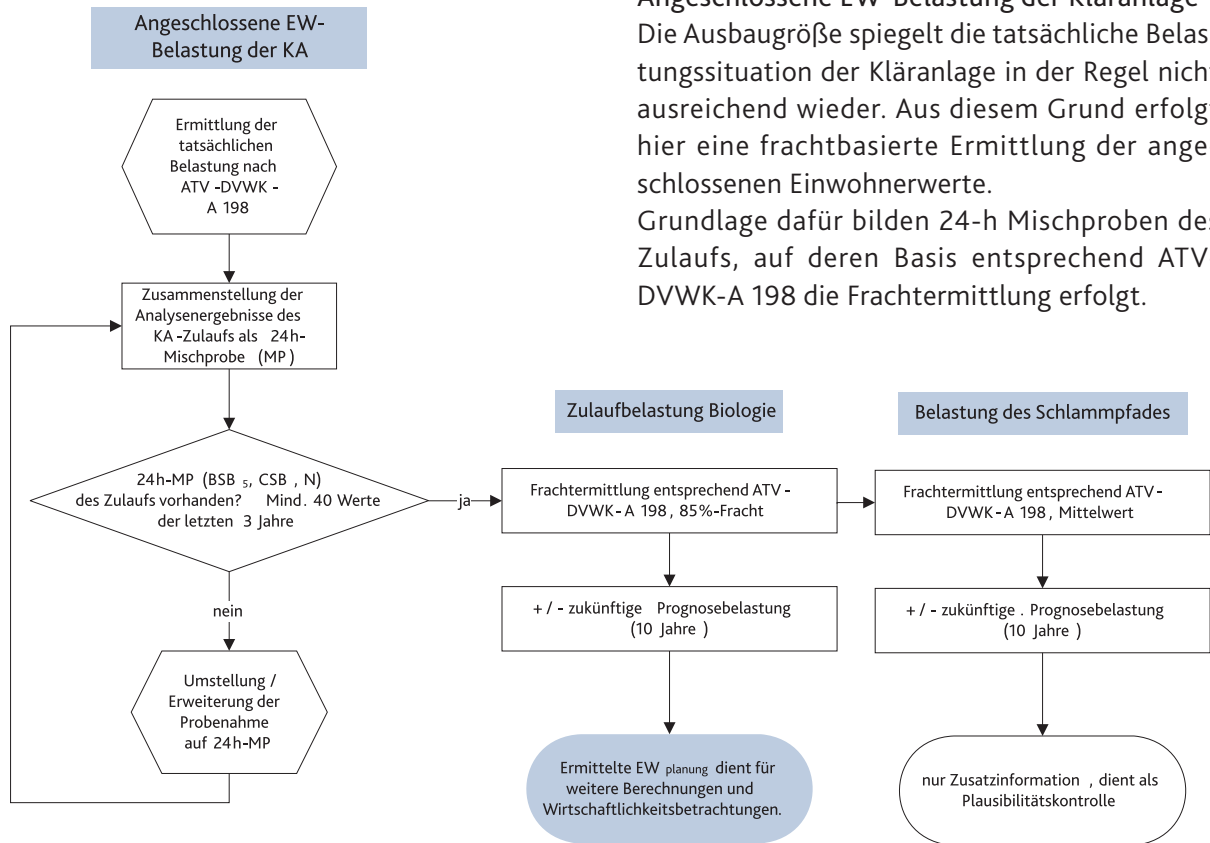 Angeschlossene EW-
Belastung der KA
Ermittlung der
tatsächlichen
Belastung nach
ATV -DVWK -
A 198
Zusammenstellung der
Analysenergebnisse des
KA -Zulaufs als 24h-
Mischprobe (MP )
24h-MP (BSB 5, CSB , N)
des Zulaufs vorhanden? Mind. 40 Werte
der letzten 3 Jahre
ja
nein
Umstellung /
Erweiterung der
Probenahme
auf 24h-MP
Angeschlossene EW-Belastung der Kläranlage
Die Ausbaugröße spiegelt die tatsächliche Belas
tungssituation der Kläranlage in der Regel nicht
ausreichend wieder. Aus diesem Grund erfolgt
hier eine frachtbasierte Ermittlung der ange
schlossenen Einwohnerwerte.
Grundlage dafür bilden 24-h Mischproben des
Zulaufs, auf deren Basis entsprechend ATV
DVWK-A 198 die Frachtermittlung erfolgt.
Zulaufbelastung Biologie
Frachtermittlung entsprechend ATV -
DVWK - A 198 , 85%-Fracht
+ / - zukünftige Prognosebelastung
(10 Jahre )
Ermittelte EW planung dient für
weitere Berechnungen und
Wirtschaftlichkeitsbetrachtungen.
Belastung des Schlammpfades
Frachtermittlung entsprechend ATV -
DVWK - A 198 , Mittelwert
+ / - zukünftige . Prognosebelastung
(10 Jahre )
nur Zusatzinformation , dient als
Plausibilitätskontrolle